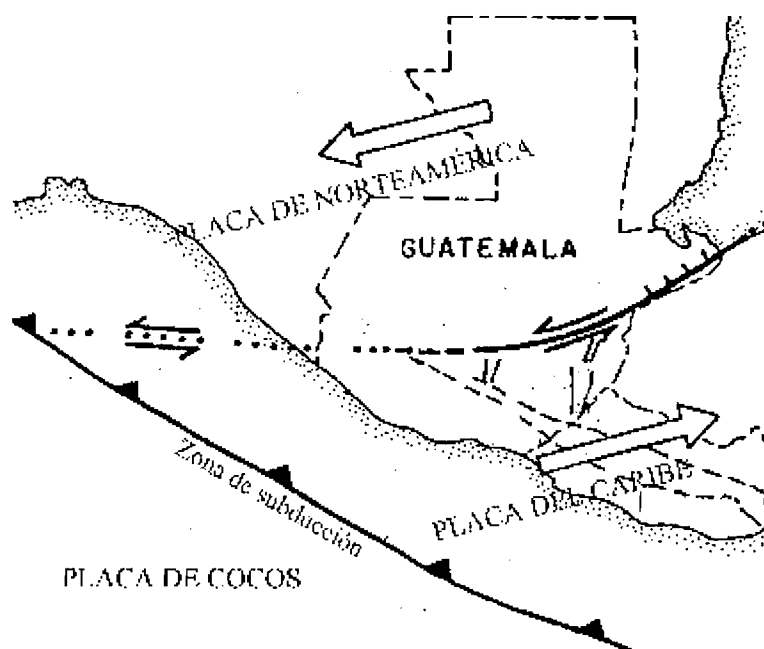 PLACA DE NORTEAMÉRICA
GUATEMALA
PLACA DEL CARIBE
Zona de subducción
PLACA DE COCOS